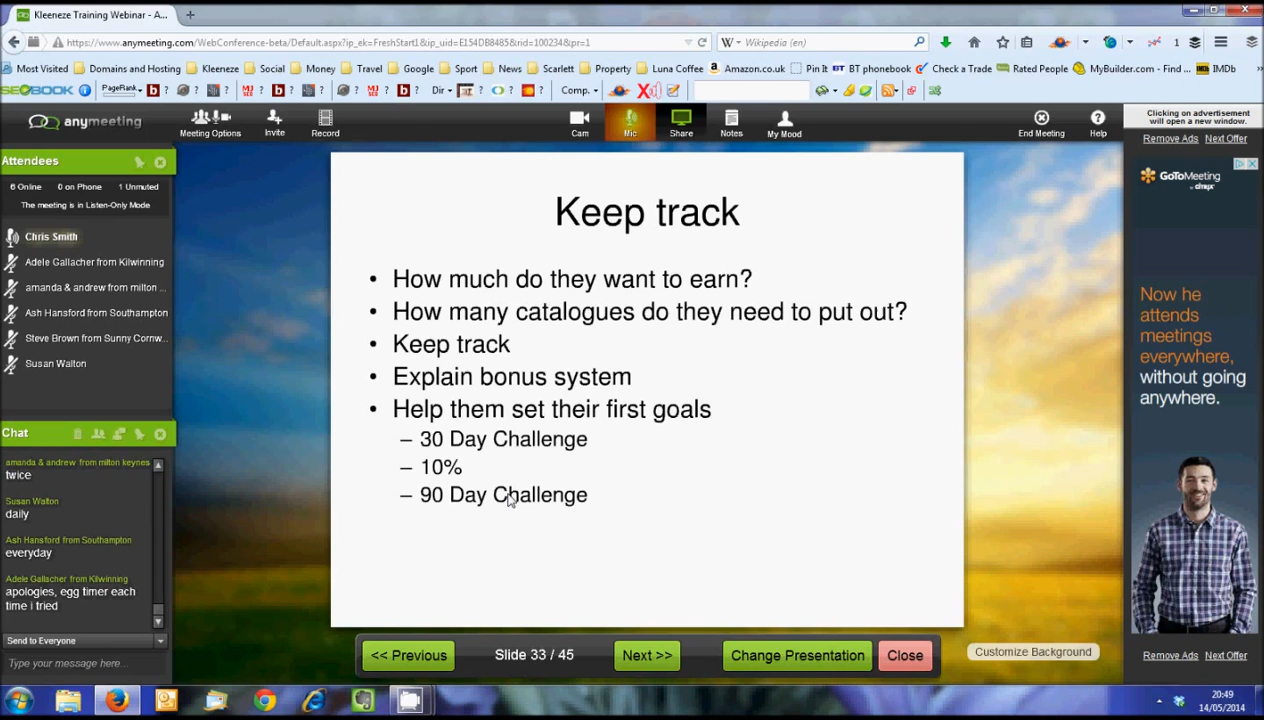 Kleeneze Training Webinar - A...
https://www.anymeeting.com/WebConference-beta/Default.aspx?ip_ek=FreshStart1&ip_uid=E154DB8485&rid=100234&pr=1
Wikipedia (en)
1
Most Visited Domains and Hosting Kleeneze Social Money Travel Google Sport News Scarlett Property Luna Coffee Amazon.co.uk Pin It BT phonebook Check a Trade Rated People MyBuilder.com - Find ... IMDb
SEOBOOK PageRank b ? ? b ? b ? ? b ? Dir ? ? ? Comp.
anymeeting
Meeting Options
Invite
Record
Cam
Mic
Share
Notes
My Mood
End Meeting
Help
Clicking on advertisement
will open a new window.
Remove Ads Next Offer
Attendees
6 Online 0 on Phone 1 Unmuted
The meeting is in Listen-Only Mode
Chris Smith
Adele Gallacher from Kilwinning
amanda & andrew from milton ...
Ash Hansford from Southampton
Steve Brown from Sunny Cornw...
Susan Walton
Chat
amanda & andrew from milton keynes
twice
Susan Walton
daily
Ash Hansford from Southampton
everyday
Adele Gallacher from Kilwinning
apologies, egg timer each
time i tried
Send to Everyone
Type your message here...
Keep track
• How much do they want to earn?
• How many catalogues do they need to put out?
• Keep track
• Explain bonus system
• Help them set their first goals
– 30 Day Challenge
– 10%
– 90 Day Challenge
<< Previous
Slide 33 / 45
Next >>
Change Presentation
Close
Customize Background
GoToMeeting
by citrix
Now he
attends
meetings
everywhere,
without going
anywhere.
Remove Ads Next Offer
20:49
14/05/2014